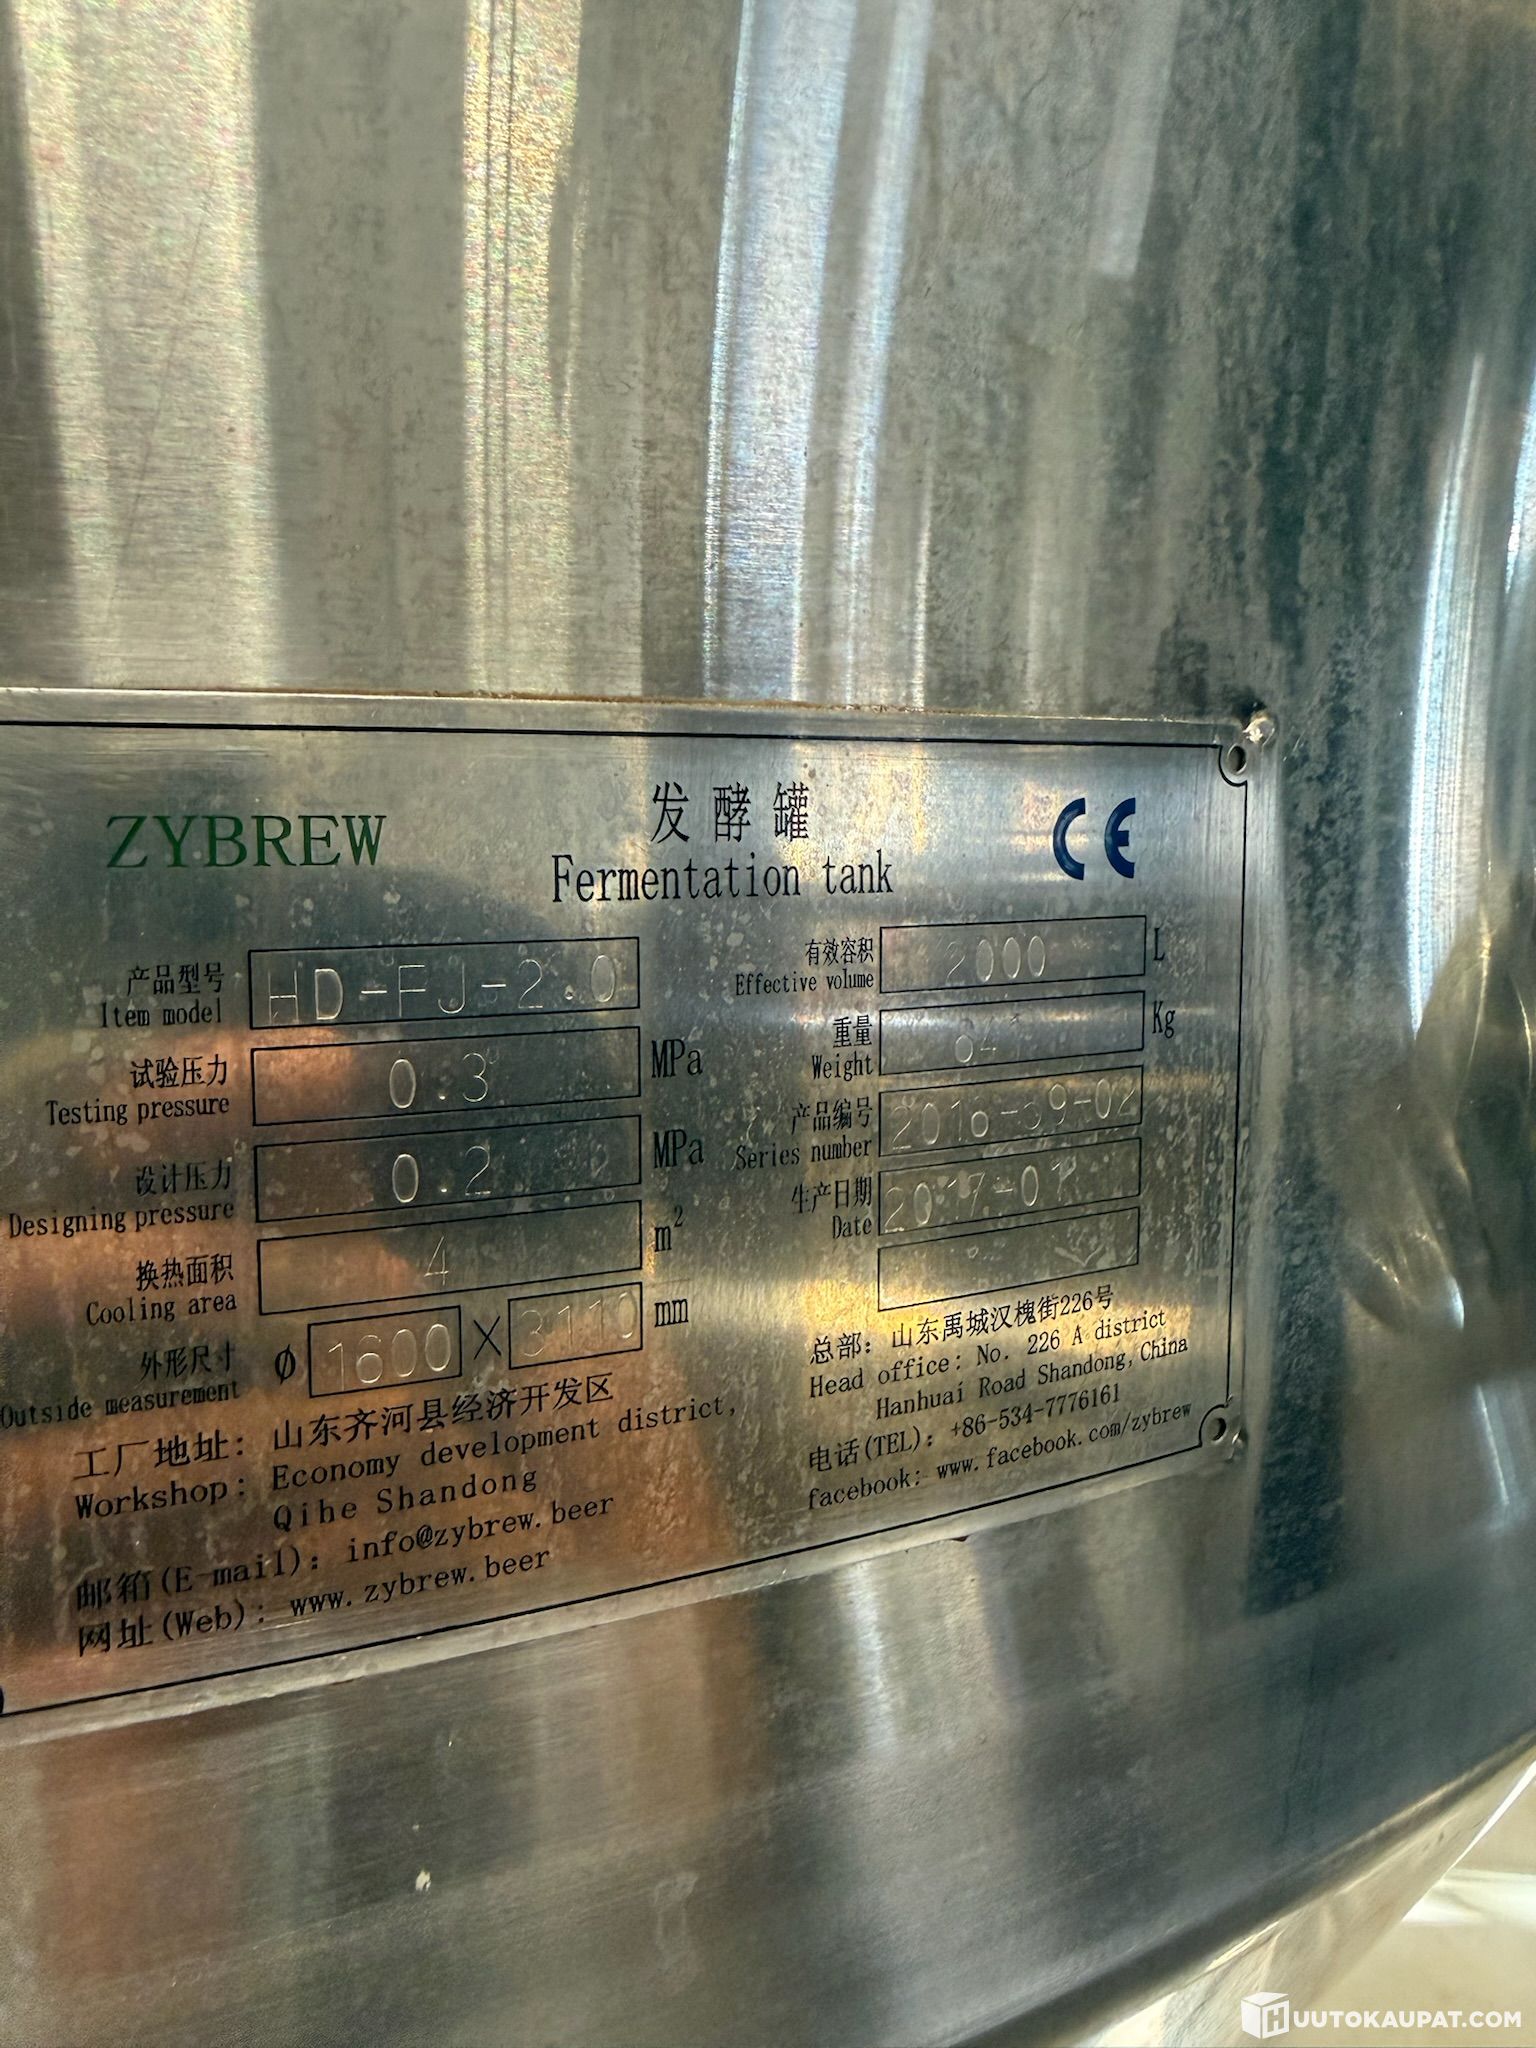 ZYBREW
发酵罐
Fermentation tank
CE
产品型号
Item model
HD-FJ-2.0
试验压力
Testing pressure
0.3
MPa
设计压力
Designing pressure
0.2
MPa
换热面积
Cooling area
4
m²
外形尺寸
Outside measurement
Ø 1600 X 3110 mm
有效容积
Effective volume
2000
L
重量
Weight
Kg
产品编号
Series number
2016-59-02
生产日期
Date
2017-01
工厂地址: 山东齐河县经济开发区
Workshop: Economy development district,
Qihe Shandong
邮箱(E-mail): info@zybrew.beer
网址(Web): www.zybrew.beer
总部: 山东禹城汉槐街226号
Head office: No. 226 A district
Hanhuai Road Shandong, China
电话(TEL): +86-534-7776161
facebook: www.facebook.com/zybrew
HUUTOKAUPAT.COM